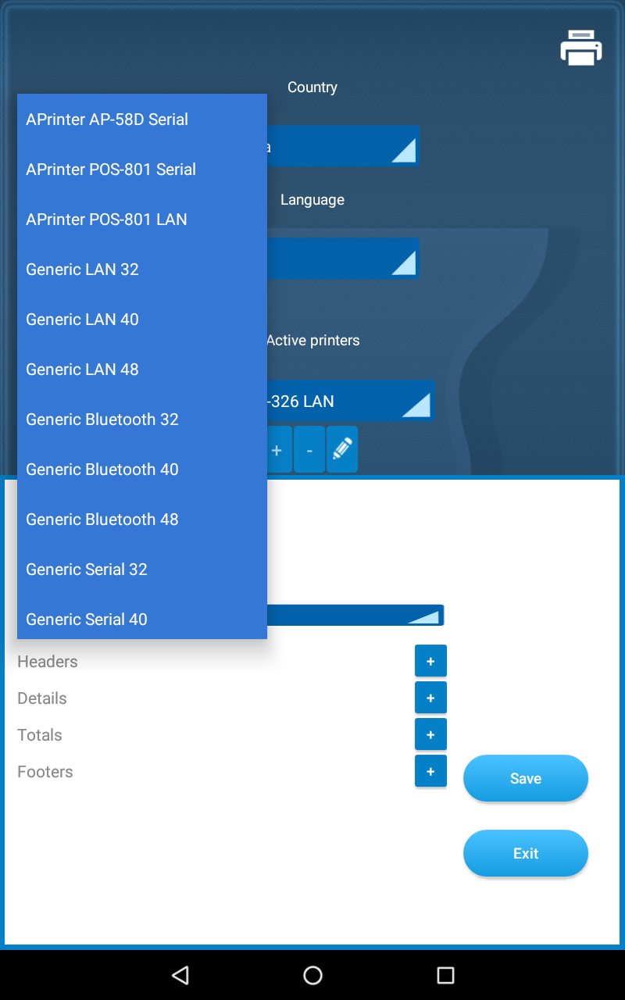 Country
APrinter AP-58D Serial
a
APrinter POS-801 Serial
Language
APrinter POS-801 LAN
Generic LAN 32
Generic LAN 40
Active printers
Generic LAN 48
-326 LAN
Generic Bluetooth 32
+ -
Generic Bluetooth 40
Generic Bluetooth 48
Generic Serial 32
Generic Serial 40
Headers +
Details +
Totals +
Footers +
Save
Exit